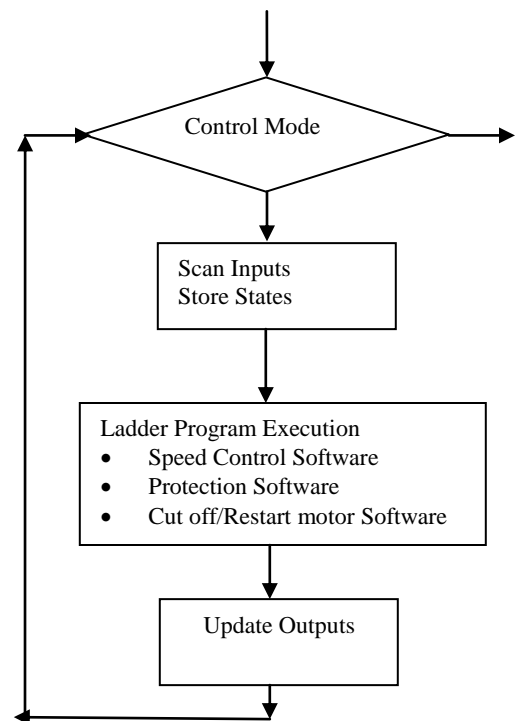 Control Mode
Scan Inputs
Store States
Ladder Program Execution
• Speed Control Software
• Protection Software
• Cut off/Restart motor Software
Update Outputs